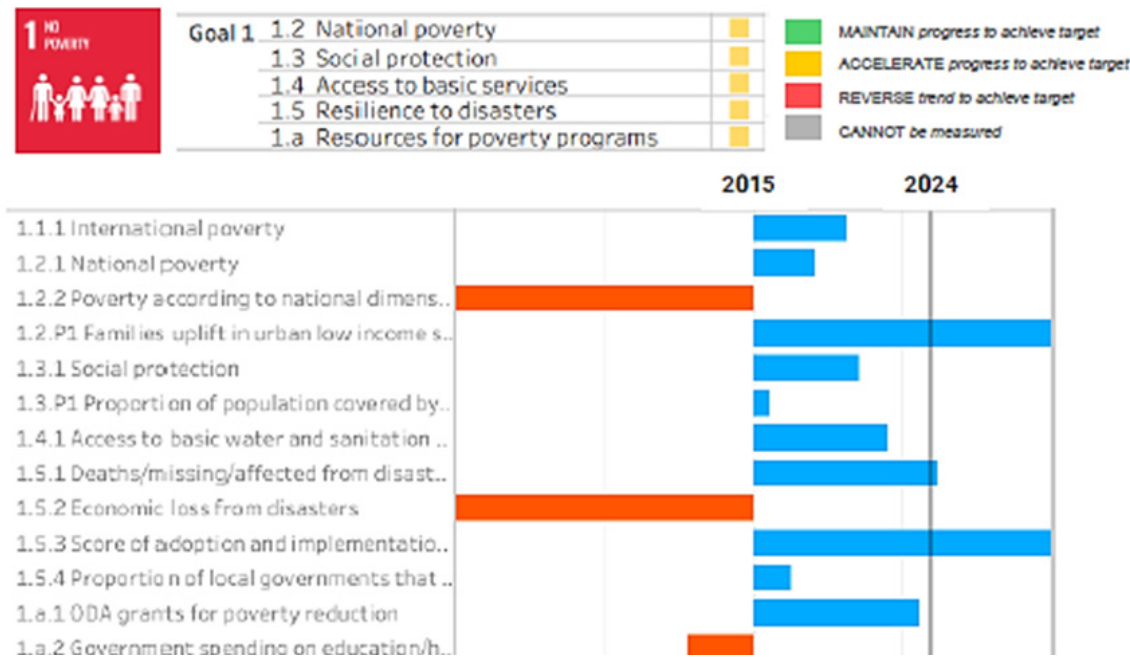 1 NO POVERTY
Goal 1 1.2 National poverty
1.3 Social protection
1.4 Access to basic services
1.5 Resilience to disasters
1.a Resources for poverty programs
MAINTAIN progress to achieve target
ACCELERATE progress to achieve target
REVERSE trend to achieve target
CANNOT be measured
2015 2024
1.1.1 International poverty
1.2.1 National poverty
1.2.2 Poverty according to national dimens..
1.2.P1 Families uplift in urban low income s..
1.3.1 Social protection
1.3.P1 Proportion of population covered by..
1.4.1 Access to basic water and sanitation ..
1.5.1 Deaths/missing/affected from disast..
1.5.2 Economic loss from disasters
1.5.3 Score of adoption and implementatio..
1.5.4 Proportion of local governments that ..
1.a.1 ODA grants for poverty reduction
1.a.2 Government spending on education/h..